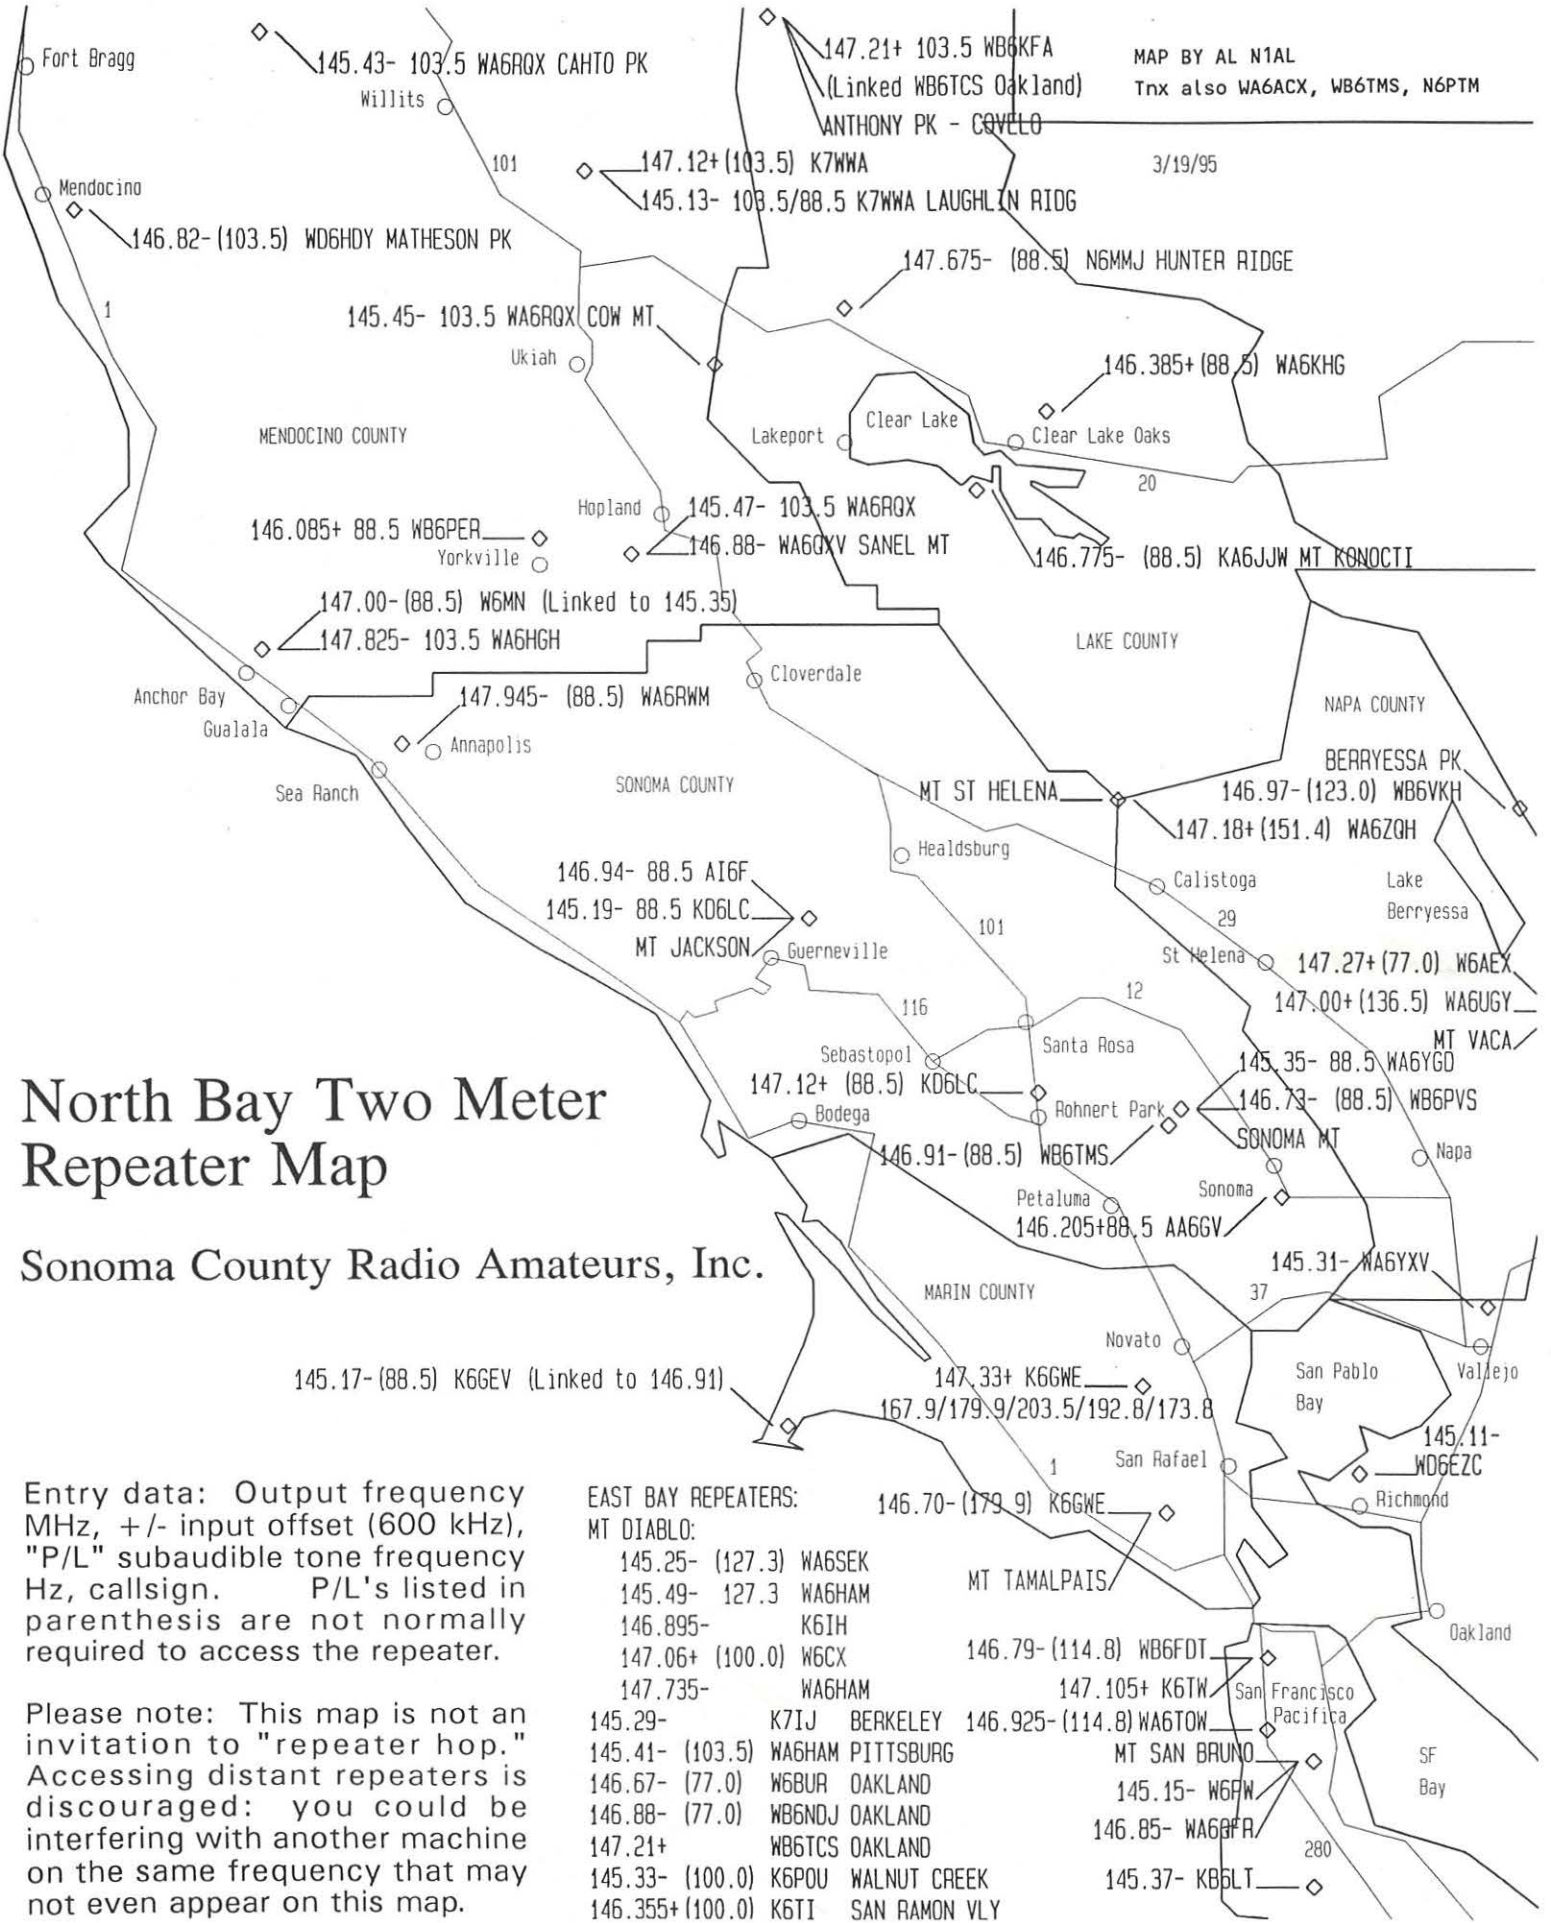 Fort Bragg
145.43- 103.5 WA6RQX CAHTO PK
Willits
147.21+ 103.5 WB6KFA
(Linked WB6TCS Oakland)
ANTHONY PK - COVELO
MAP BY AL N1AL
Tnx also WA6ACX, WB6TMS, N6PTM
3/19/95
101
147.12+(103.5) K7WWA
145.13- 103.5/88.5 K7WWA LAUGHLIN RIDG
Mendocino
146.82-(103.5) WD6HDY MATHESON PK
147.675- (88.5) N6MMJ HUNTER RIDGE
1
145.45- 103.5 WA6RQX COW MT
Ukiah
146.385+(88.5) WA6KHG
MENDOCINO COUNTY
Lakeport
Clear Lake
Clear Lake Oaks
20
Hopland
145.47- 103.5 WA6RQX
146.88- WA6QXV SANEL MT
146.085+ 88.5 WB6PER
Yorkville
146.775- (88.5) KA6JJW MT KONOCTI
147.00-(88.5) W6MN (Linked to 145.35)
147.825- 103.5 WA6HGH
LAKE COUNTY
Anchor Bay
Gualala
Cloverdale
147.945- (88.5) WA6RWM
Annapolis
NAPA COUNTY
Sea Ranch
SONOMA COUNTY
BERRYESSA PK
146.97-(123.0) WB6VKH
MT ST HELENA
147.18+(151.4) WA6ZQH
Healdsburg
146.94- 88.5 AI6F
145.19- 88.5 KD6LC
MT JACKSON
Guerneville
Calistoga
Lake
Berryessa
29
101
St Helena
147.27+(77.0) W6AEX
147.00+(136.5) WA6UGY
MT VACA
12
116
Sebastopol
Santa Rosa
147.12+ (88.5) KD6LC
Rohnert Park
145.35- 88.5 WA6YGD
146.73- (88.5) WB6PVS
SONOMA MT
Bodega
146.91-(88.5) WB6TMS
Napa
Petaluma
Sonoma
146.205+88.5 AA6GV
145.31- WA6YXV
North Bay Two Meter
Repeater Map
Sonoma County Radio Amateurs, Inc.
MARIN COUNTY
37
Novato
San Pablo
Bay
Vallejo
145.17-(88.5) K6GEV (Linked to 146.91)
147.33+ K6GWE
167.9/179.9/203.5/192.8/173.8
145.11-
WD6EZC
1
San Rafael
Richmond
146.70-(179.9) K6GWE
MT TAMALPAIS
Entry data: Output frequency
MHz, +/- input offset (600 kHz),
"P/L" subaudible tone frequency
Hz, callsign. P/L's listed in
parenthesis are not normally
required to access the repeater.
Please note: This map is not an
invitation to "repeater hop."
Accessing distant repeaters is
discouraged: you could be
interfering with another machine
on the same frequency that may
not even appear on this map.
EAST BAY REPEATERS:
MT DIABLO:
145.25- (127.3) WA6SEK
145.49- 127.3 WA6HAM
146.895- K6IH
147.06+ (100.0) W6CX
147.735- WA6HAM
145.29- K7IJ BERKELEY
145.41- (103.5) WA6HAM PITTSBURG
146.67- (77.0) W6BUR OAKLAND
146.88- (77.0) WB6NDJ OAKLAND
147.21+ WB6TCS OAKLAND
145.33- (100.0) K6POU WALNUT CREEK
146.355+(100.0) K6TI SAN RAMON VLY
Oakland
146.79-(114.8) WB6FDT
147.105+ K6TW
San Francisco
Pacifica
146.925-(114.8) WA6TOW
MT SAN BRUNO
145.15- W6PW
146.85- WA6GFR
SF
Bay
280
145.37- KB6LT